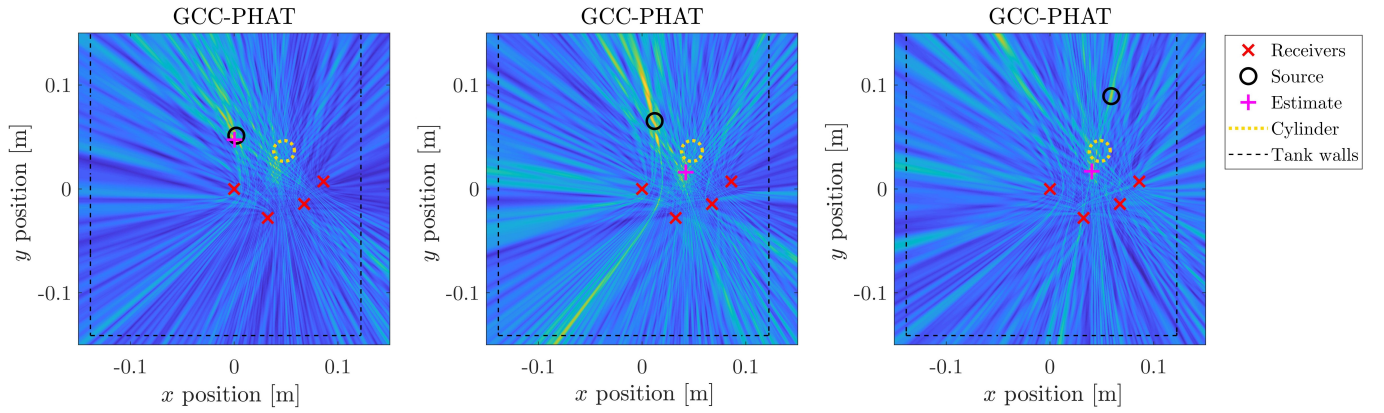 GCC-PHAT
GCC-PHAT
GCC-PHAT
Receivers
Source
Estimate
Cylinder
Tank walls
0.1
0
-0.1
y position [m]
-0.1
0
0.1
x position [m]
0.1
0
-0.1
y position [m]
-0.1
0
0.1
x position [m]
0.1
0
-0.1
y position [m]
-0.1
0
0.1
x position [m]